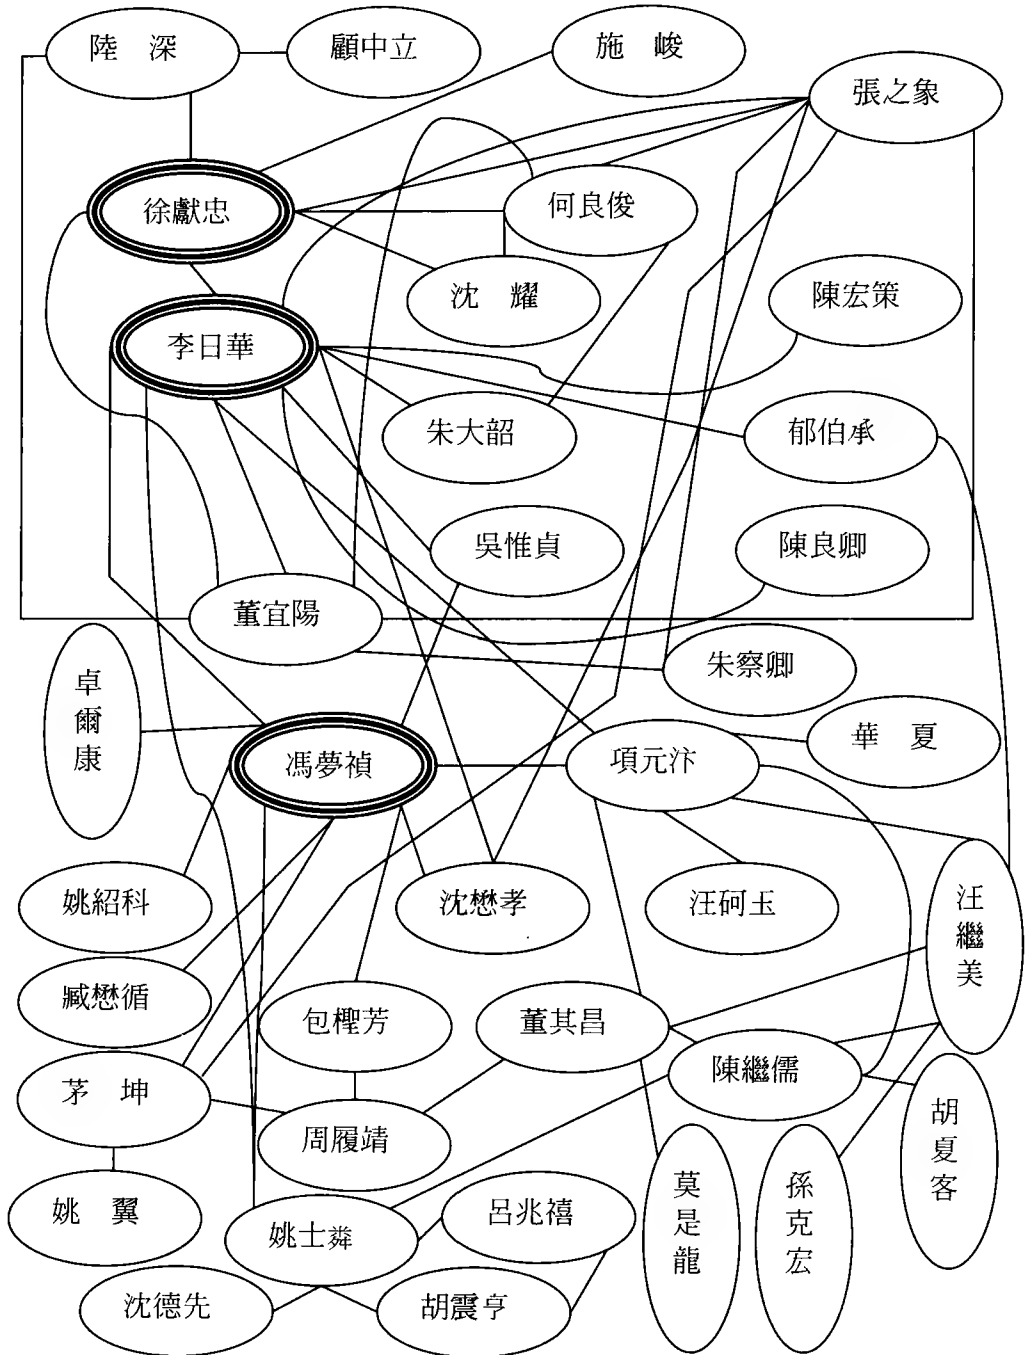 陸　深
顧中立
施　峻
張之象
徐獻忠
何良俊
沈　耀
陳宏策
李日華
朱大韶
郁伯承
吳惟貞
陳良卿
董宜陽
朱察卿
卓爾康
馮夢禎
項元汴
華　夏
姚紹科
沈懋孝
汪砢玉
汪繼美
臧懋循
包檉芳
董其昌
陳繼儒
茅　坤
周履靖
胡夏客
姚　翼
姚士粦
呂兆禧
莫是龍
孫克宏
沈德先
胡震亨